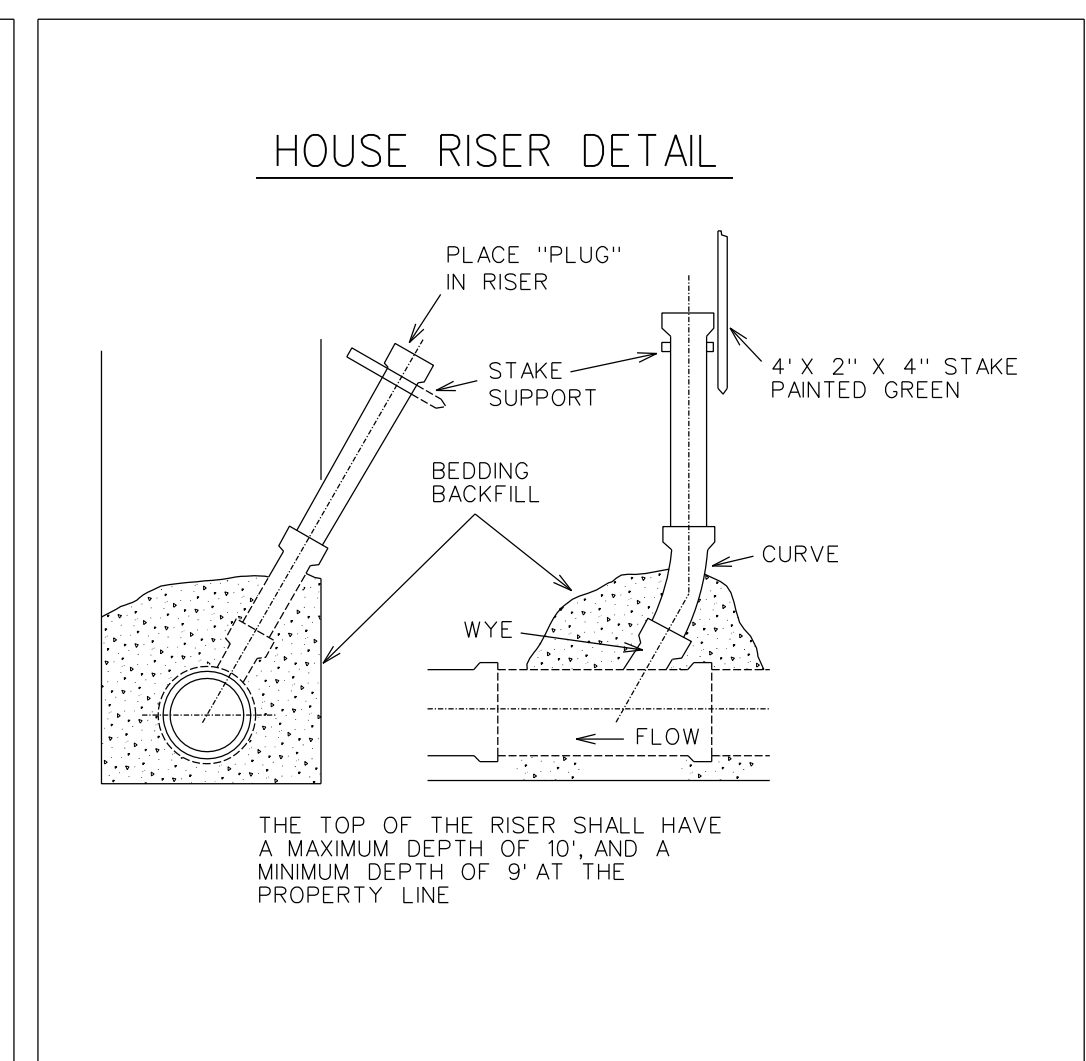 HOUSE RISER DETAIL
PLACE "PLUG"
IN RISER
STAKE
SUPPORT
4' X 2" X 4" STAKE
PAINTED GREEN
BEDDING
BACKFILL
CURVE
WYE
FLOW
THE TOP OF THE RISER SHALL HAVE
A MAXIMUM DEPTH OF 10', AND A
MINIMUM DEPTH OF 9' AT THE
PROPERTY LINE